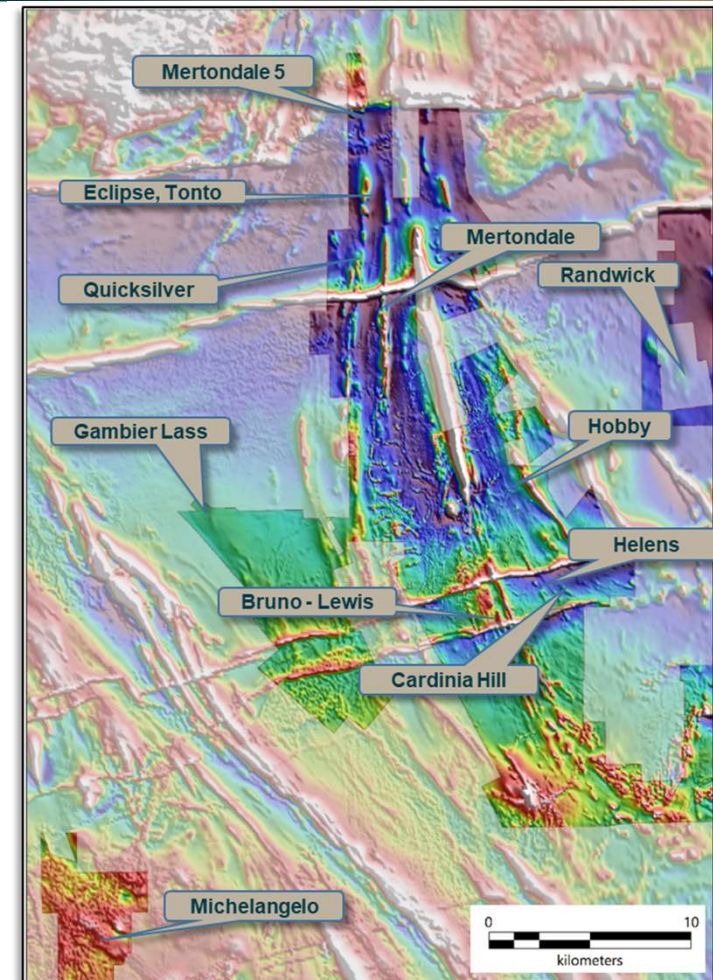 Mertondale 5
Eclipse, Tonto
Mertondale
Randwick
Quicksilver
Gambier Lass
Hobby
Helens
Bruno - Lewis
Cardinia Hill
Michelangelo
0 10
kilometers